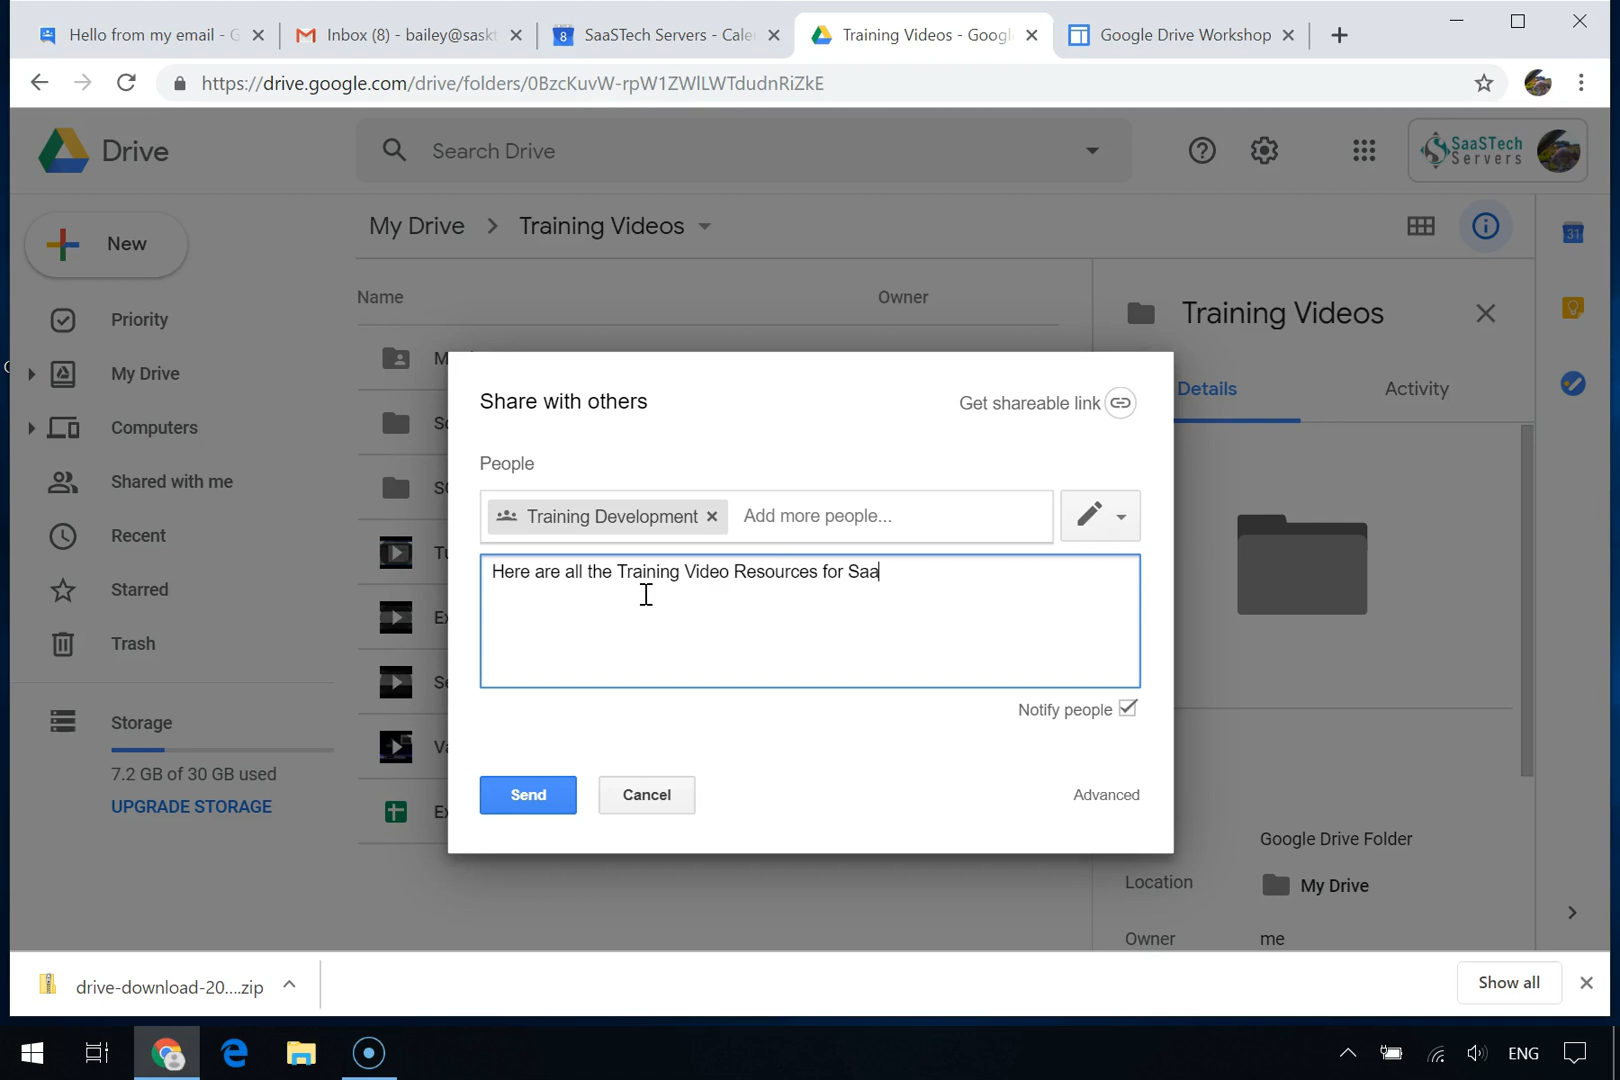 Hello from my email - G
Inbox (8) - bailey@saskt
SaaSTech Servers - Cale
Training Videos - Googl
Google Drive Workshop
https://drive.google.com/drive/folders/0BzcKuvW-rpW1ZWlLWTdudnRiZkE
Drive
Search Drive
SaaSTech
Servers
New
My Drive
Training Videos
31
Name
Owner
Training Videos
Priority
My Drive
Computers
Shared with me
Recent
Starred
Trash
Storage
7.2 GB of 30 GB used
UPGRADE STORAGE
Details
Activity
Share with others
Get shareable link
People
Training Development
Add more people...
Here are all the Training Video Resources for Saa
Notify people
Send
Cancel
Advanced
Google Drive Folder
Location
My Drive
Owner
me
drive-download-20....zip
Show all
ENG